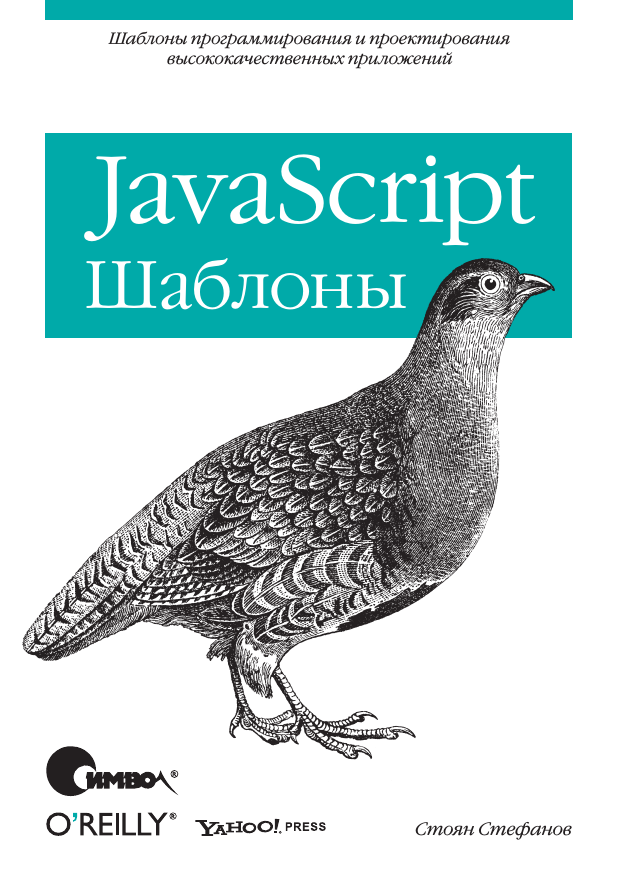 Шаблоны программирования и проектирования
высококачественных приложений
JavaScript
Шаблоны
Символ®
O'REILLY®
YAHOO! PRESS
Стоян Стефанов